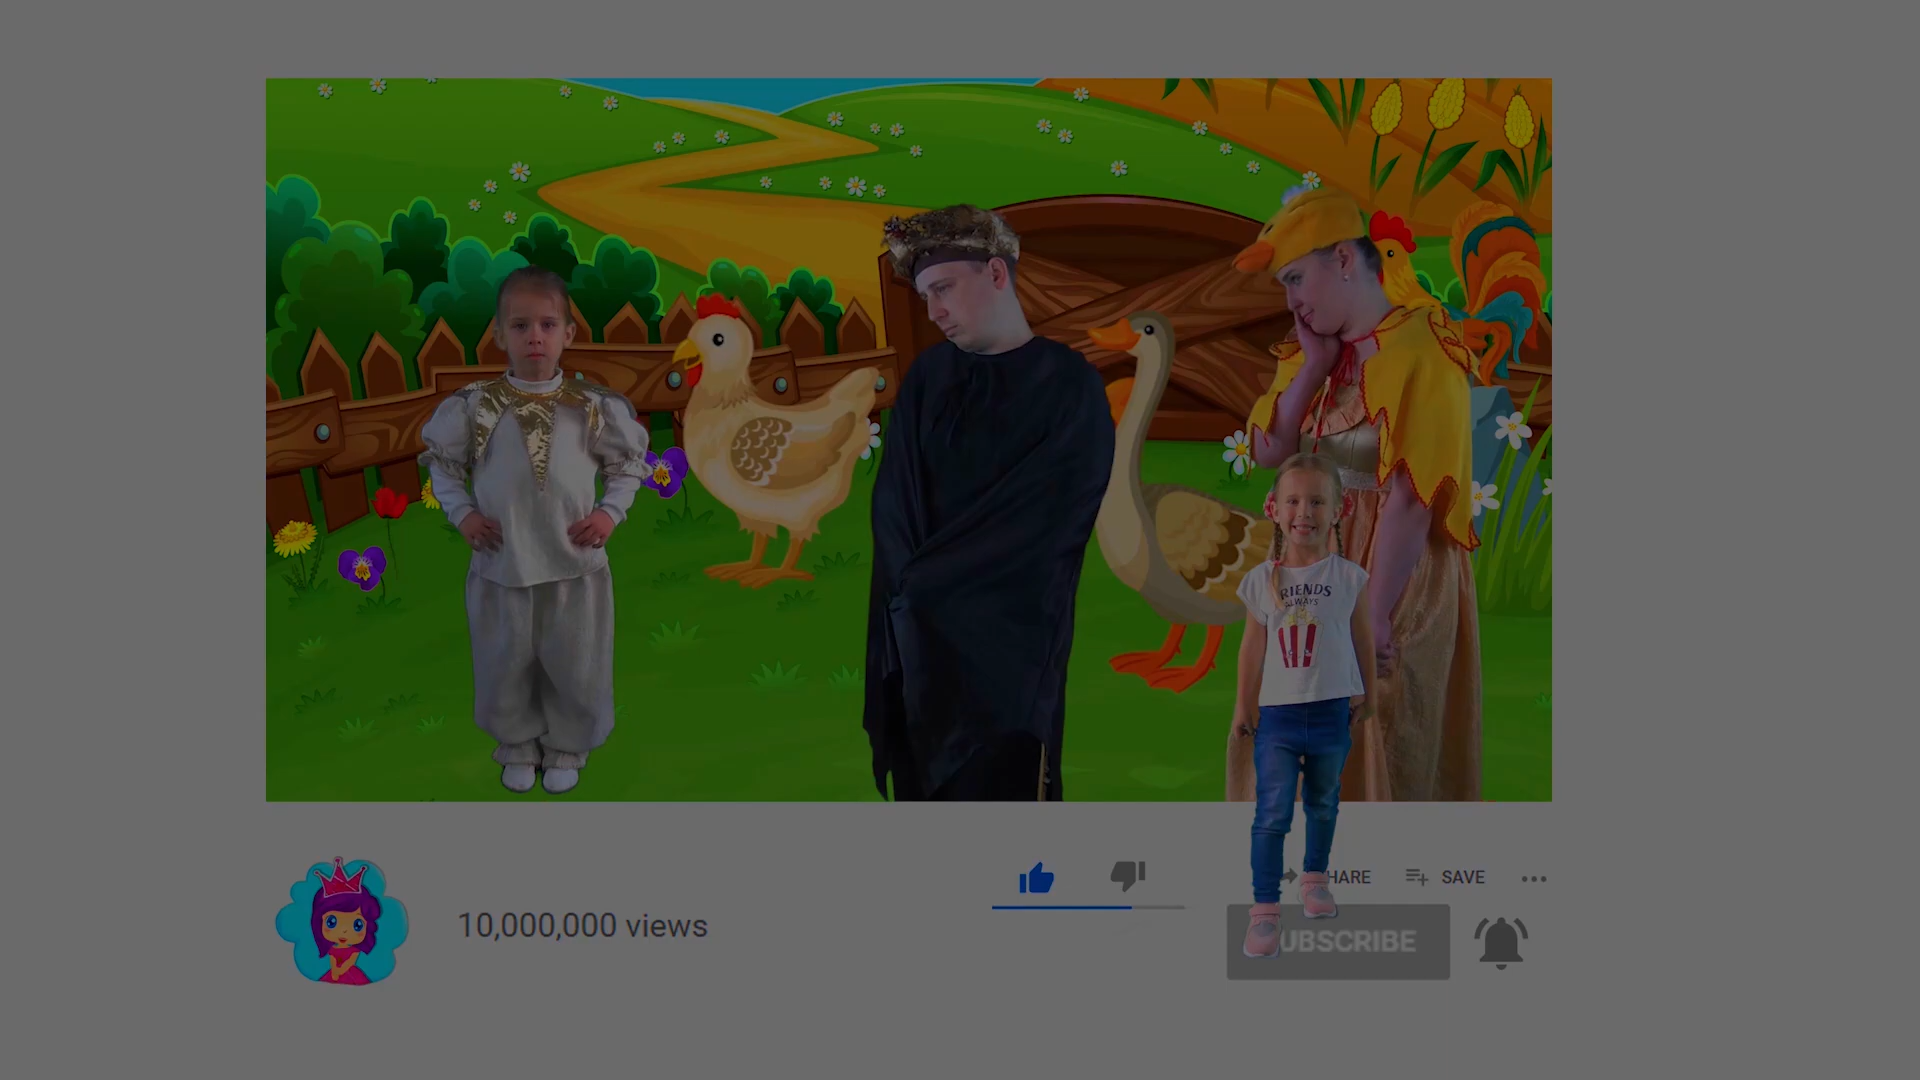 RIENDS
ALWAYS
HARE
SAVE
10,000,000 views
UBSCRIBE